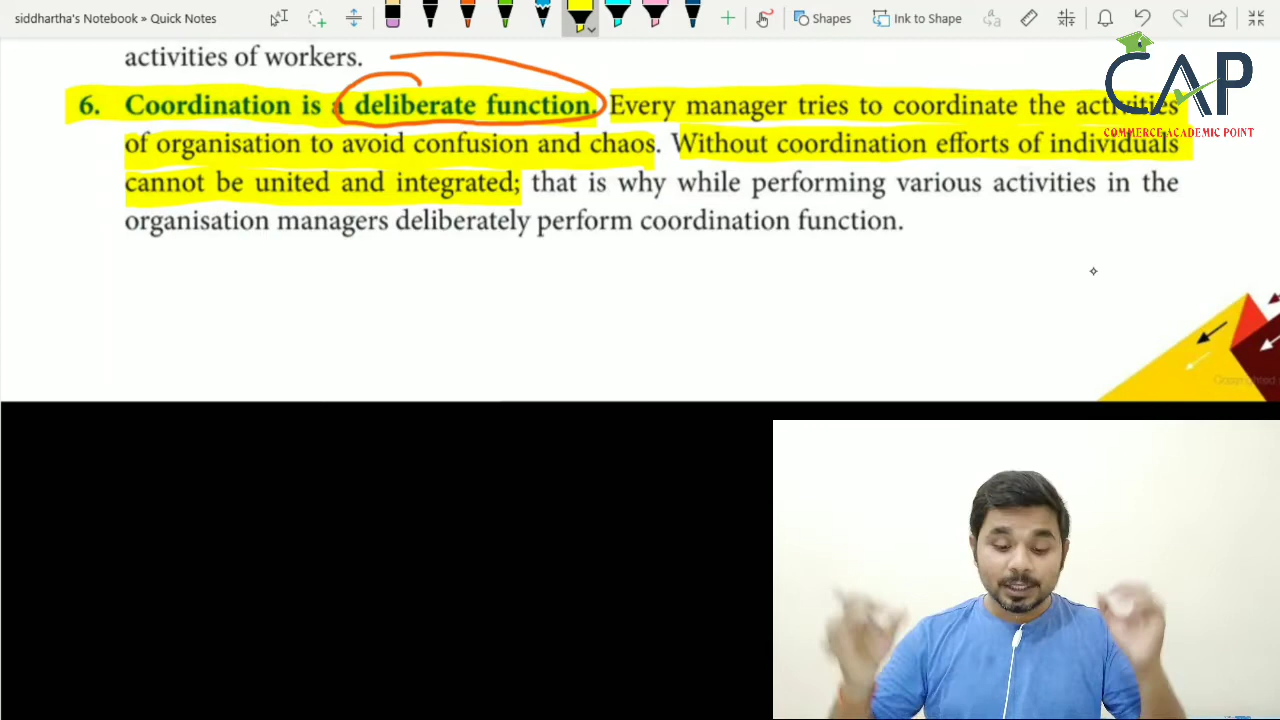 siddhartha's Notebook » Quick Notes
Shapes
Ink to Shape
activities of workers.
CAP
COMMERCE ACADEMIC POINT
6. Coordination is a deliberate function. Every manager tries to coordinate the activities
of organisation to avoid confusion and chaos. Without coordination efforts of individuals
cannot be united and integrated; that is why while performing various activities in the
organisation managers deliberately perform coordination function.